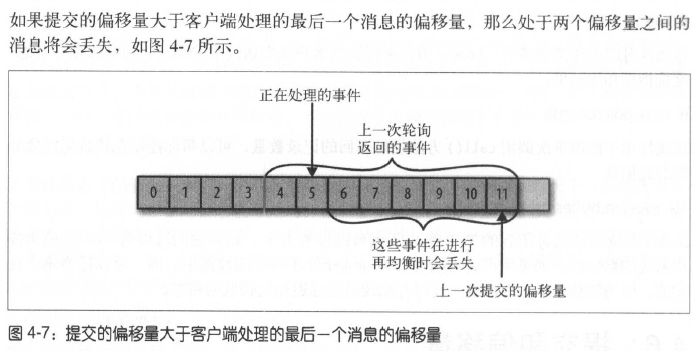 如果提交的偏移量大于客户端处理的最后一个消息的偏移量，那么处于两个偏移量之间的
消息将会丢失，如图 4-7 所示。
正在处理的事件
上一次轮询
返回的事件
0 1 2 3 4 5 6 7 8 9 10 11
这些事件在进行
再均衡时会丢失
上一次提交的偏移量
图 4-7：提交的偏移量大于客户端处理的最后一个消息的偏移量